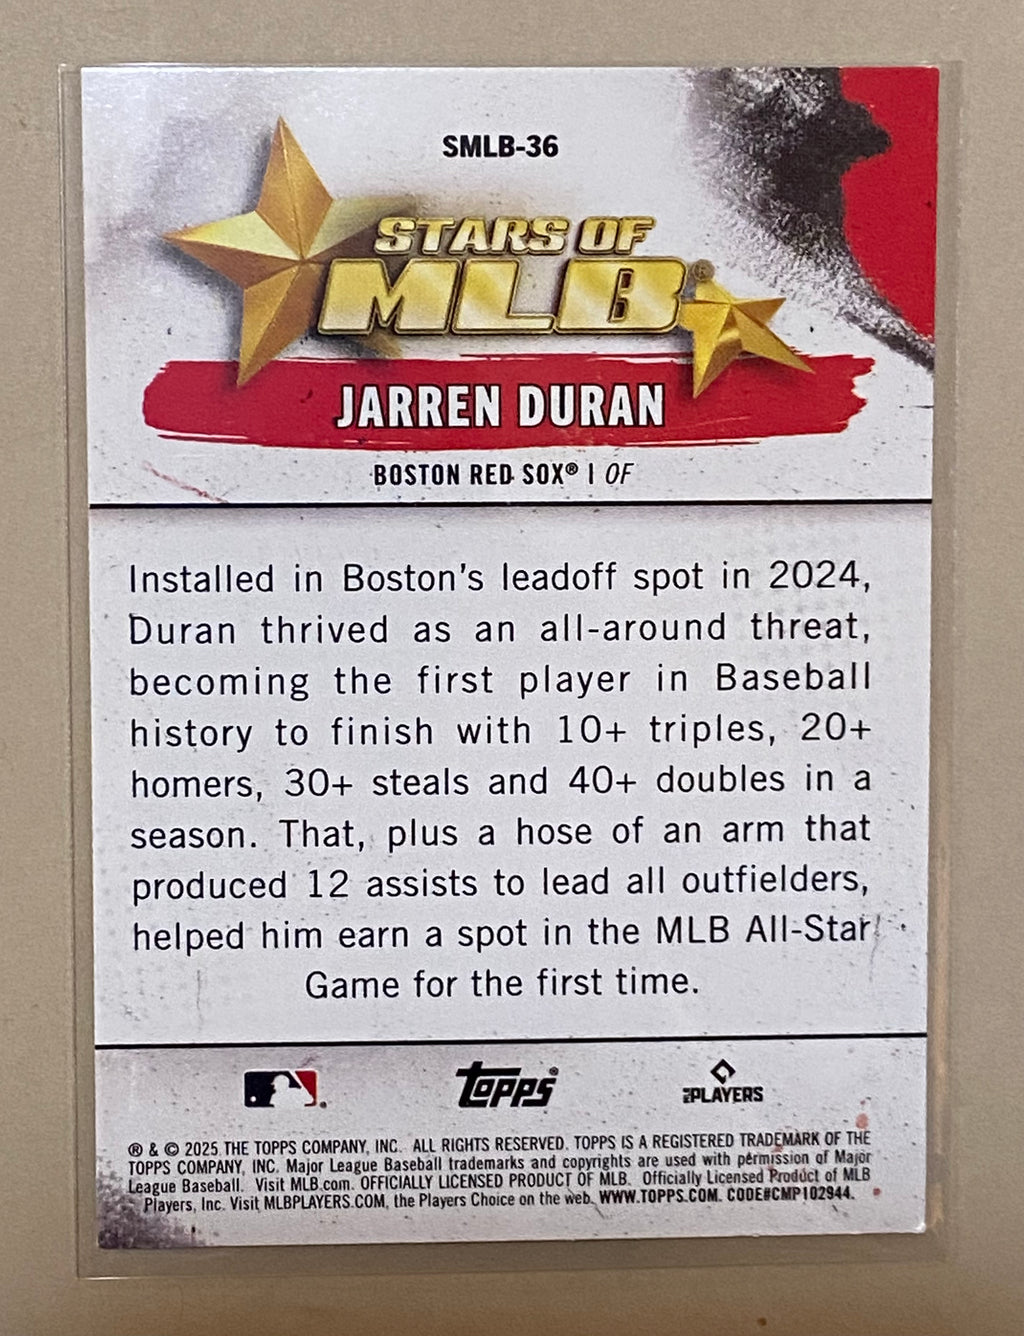 SMLB-36
STARS OF
MLB®
JARREN DURAN
BOSTON RED SOX® | OF
Installed in Boston's leadoff spot in 2024,
Duran thrived as an all-around threat,
becoming the first player in Baseball
history to finish with 10+ triples, 20+
homers, 30+ steals and 40+ doubles in a
season. That, plus a hose of an arm that
produced 12 assists to lead all outfielders,
helped him earn a spot in the MLB All-Star
Game for the first time.
topps®
PLAYERS
® & © 2025 THE TOPPS COMPANY, INC. ALL RIGHTS RESERVED. TOPPS IS A REGISTERED TRADEMARK OF THE
TOPPS COMPANY, INC. Major League Baseball trademarks and copyrights are used with permission of Major
League Baseball. Visit MLB.com. OFFICIALLY LICENSED PRODUCT OF MLB. Officially Licensed Product of MLB
Players, Inc. Visit MLBPLAYERS.COM, the Players Choice on the web. WWW.TOPPS.COM. CODE#CMP102944.